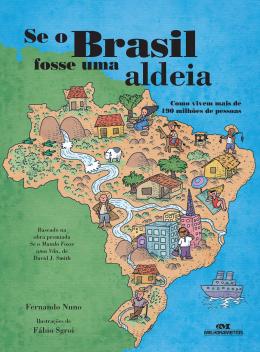 Se o Brasil
fosse uma aldeia
Como vivem mais de
190 milhões de pessoas
Baseado na
obra premiada
Se o Mundo Fosse
uma Vila, de
David J. Smith
Fernando Nuno
Ilustrações de
Fábio Sgroi
MELHORAMENTOS